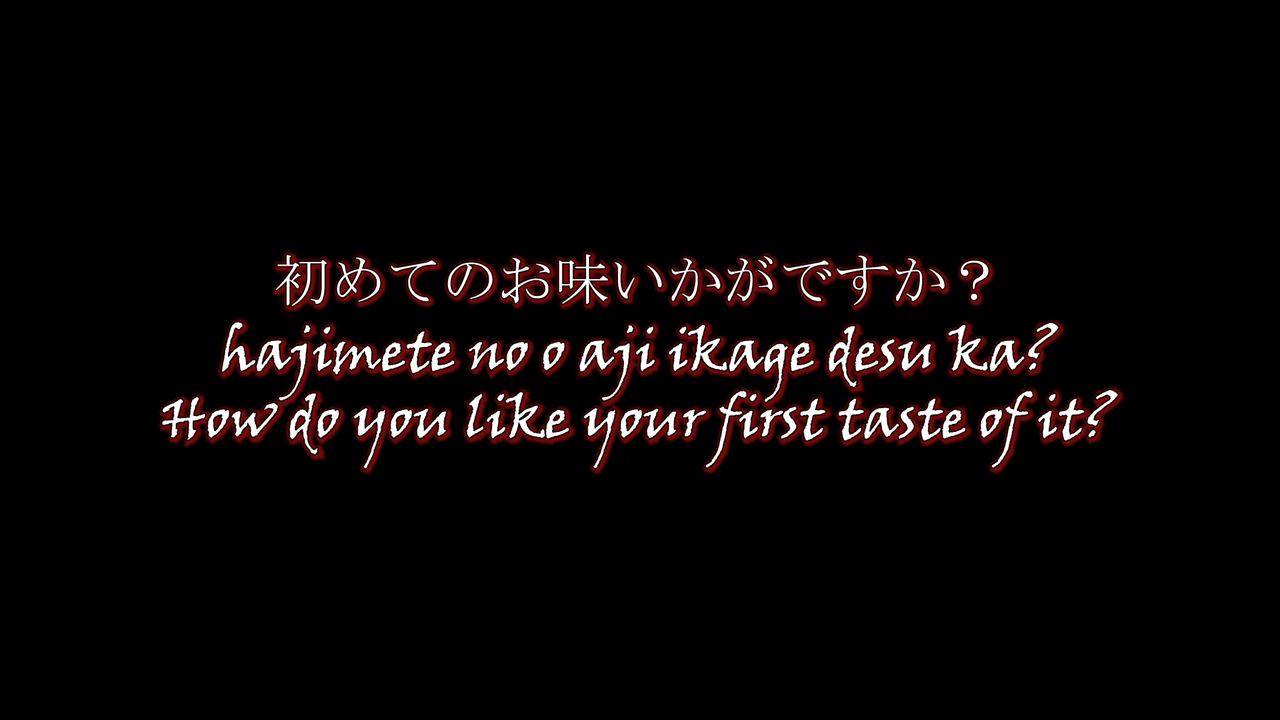 初めてのお味いかがですか？
hajimete no o aji ikage desu ka?
How do you like your first taste of it?